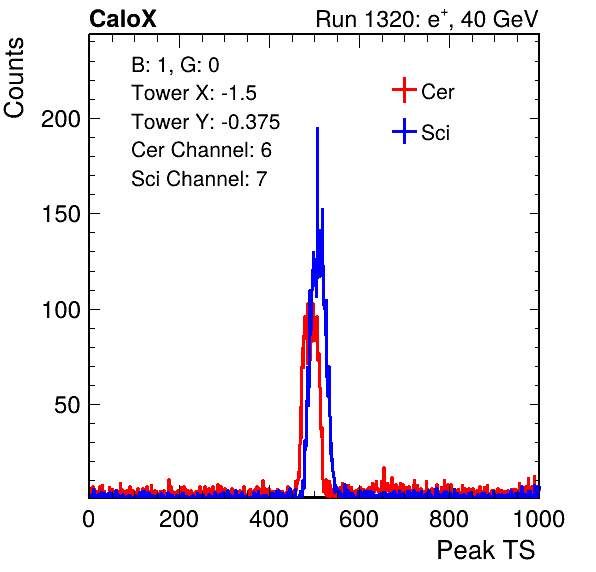 CaloX Run 1320: e+, 40 GeV
Counts
B: 1, G: 0
Tower X: -1.5
Tower Y: -0.375
Cer Channel: 6
Sci Channel: 7
Cer
Sci
200
150
100
50
0 200 400 600 800 1000
Peak TS